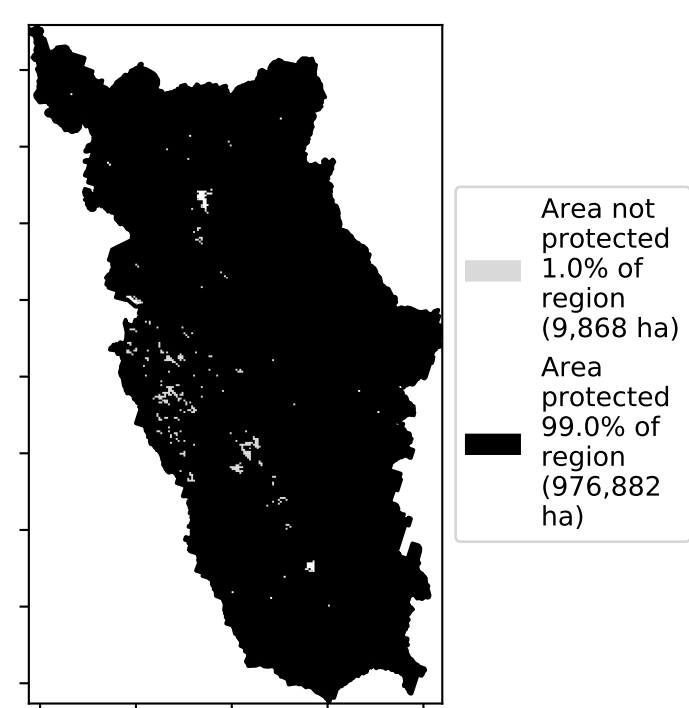 Area not
protected
1.0% of
region
(9,868 ha)
Area
protected
99.0% of
region
(976,882
ha)